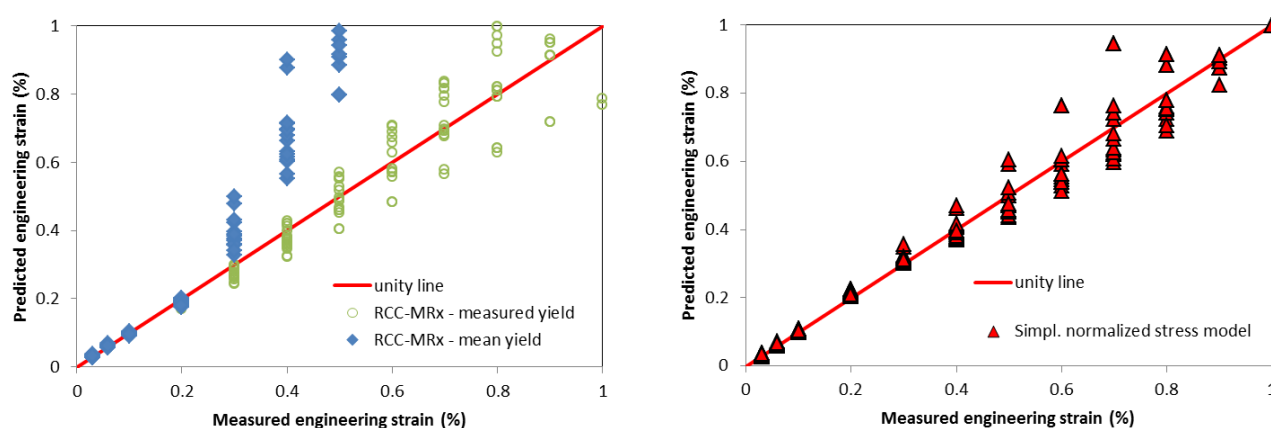 1
0.8
0.6
0.4
0.2
0
0 0.2 0.4 0.6 0.8 1
Predicted engineering strain (%)
Measured engineering strain (%)
unity line
RCC-MRx - measured yield
RCC-MRx - mean yield
1
0.8
0.6
0.4
0.2
0
0 0.2 0.4 0.6 0.8 1
Predicted engineering strain (%)
Measured engineering strain (%)
unity line
Simpl. normalized stress model